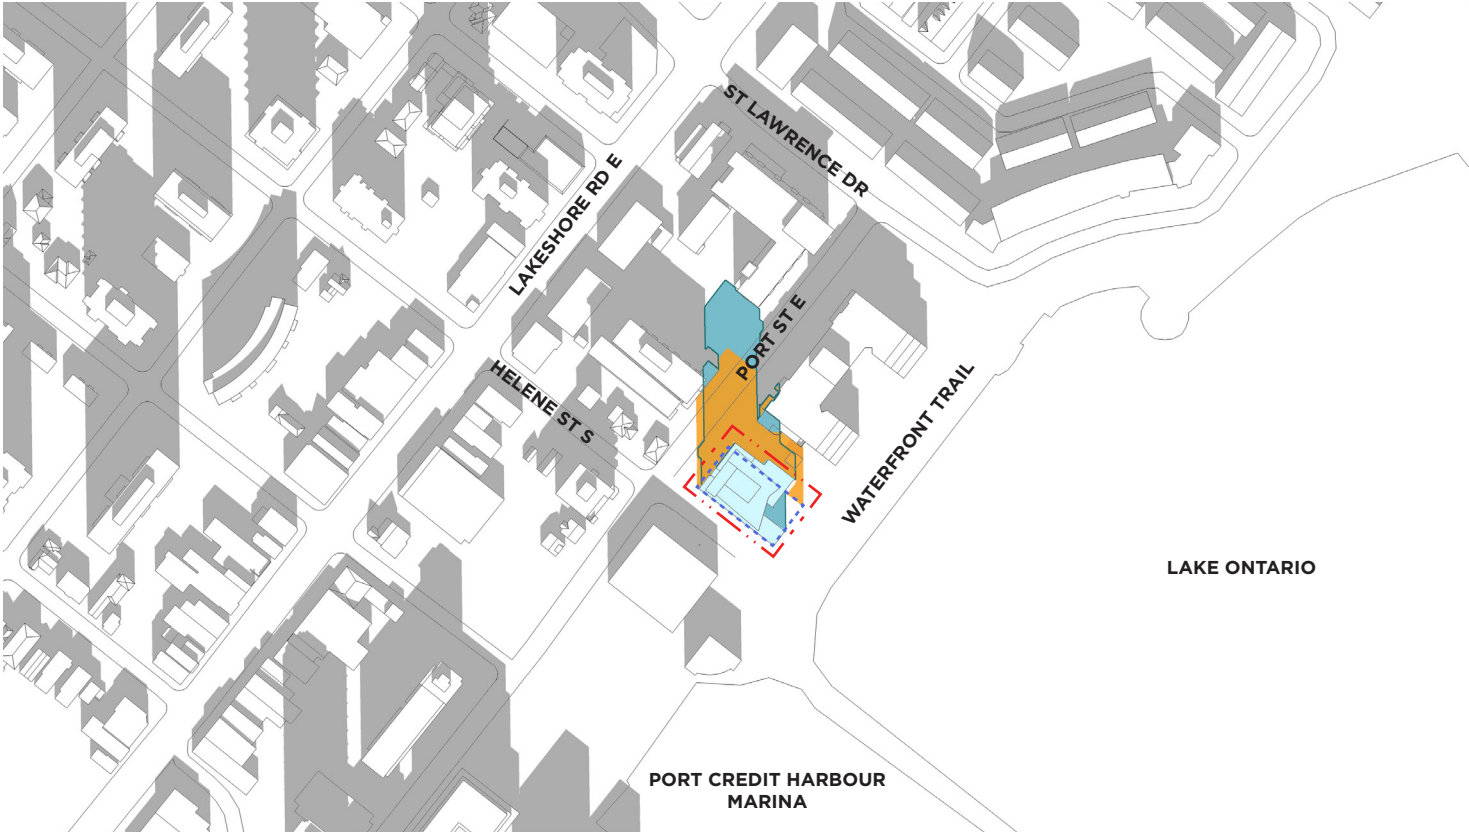 ST LAWRENCE DR
LAKESHORE RD E
PORT ST E
HELENE ST S
WATERFRONT TRAIL
LAKE ONTARIO
PORT CREDIT HARBOUR
MARINA